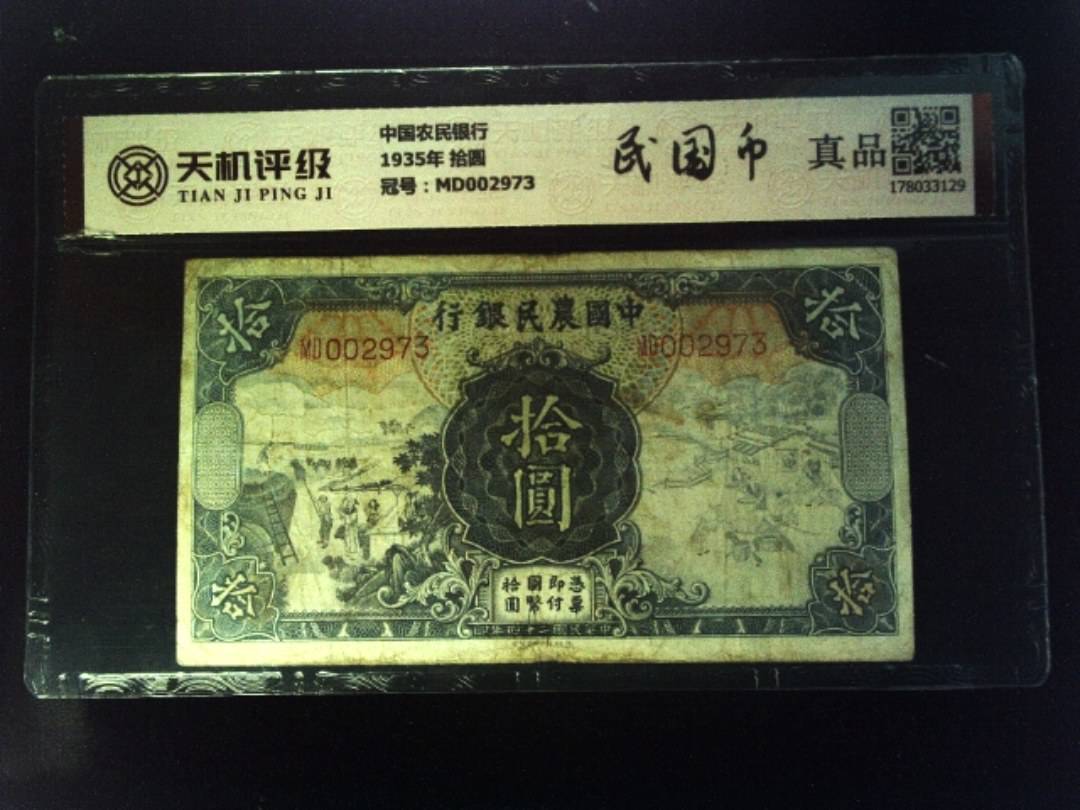 天机评级
TIAN JI PING JI
中国农民银行
1935年 拾圆
冠号：MD002973
民国币
真品
178033129
拾
中國農民銀行
拾
MD002973
MD002973
拾
圓
憑票
即付
國幣
拾圓
拾
拾